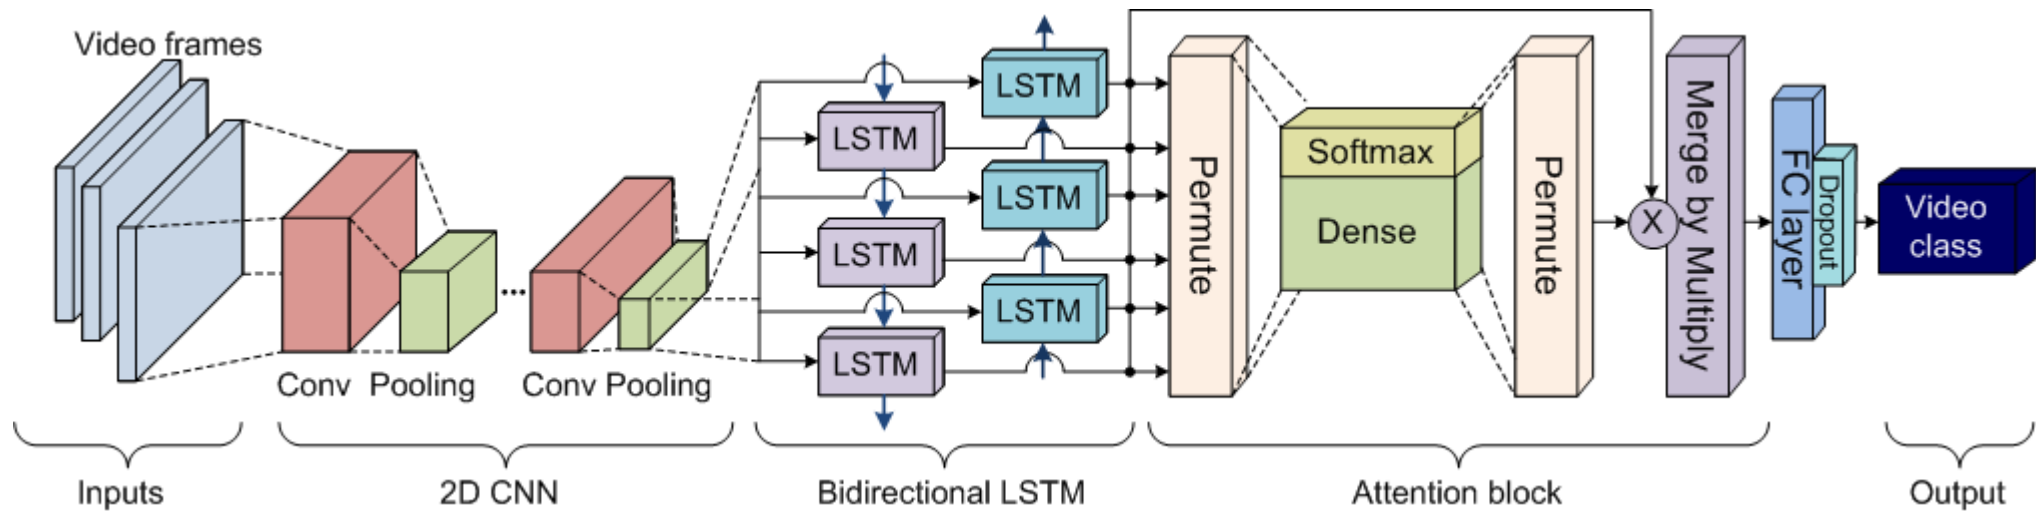 Video frames
Conv
Pooling
...
Conv
Pooling
LSTM
LSTM
LSTM
LSTM
LSTM
LSTM
Permute
Softmax
Dense
Permute
X
Merge by Multiply
FC layer
Dropout
Video
class
Inputs
2D CNN
Bidirectional LSTM
Attention block
Output